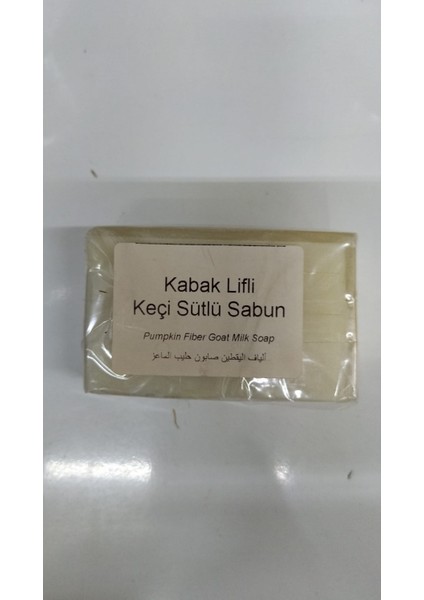 Kabak Lifli
Keçi Sütlü Sabun
Pumpkin Fiber Goat Milk Soap
ألياف اليقطين صابون حليب الماعز